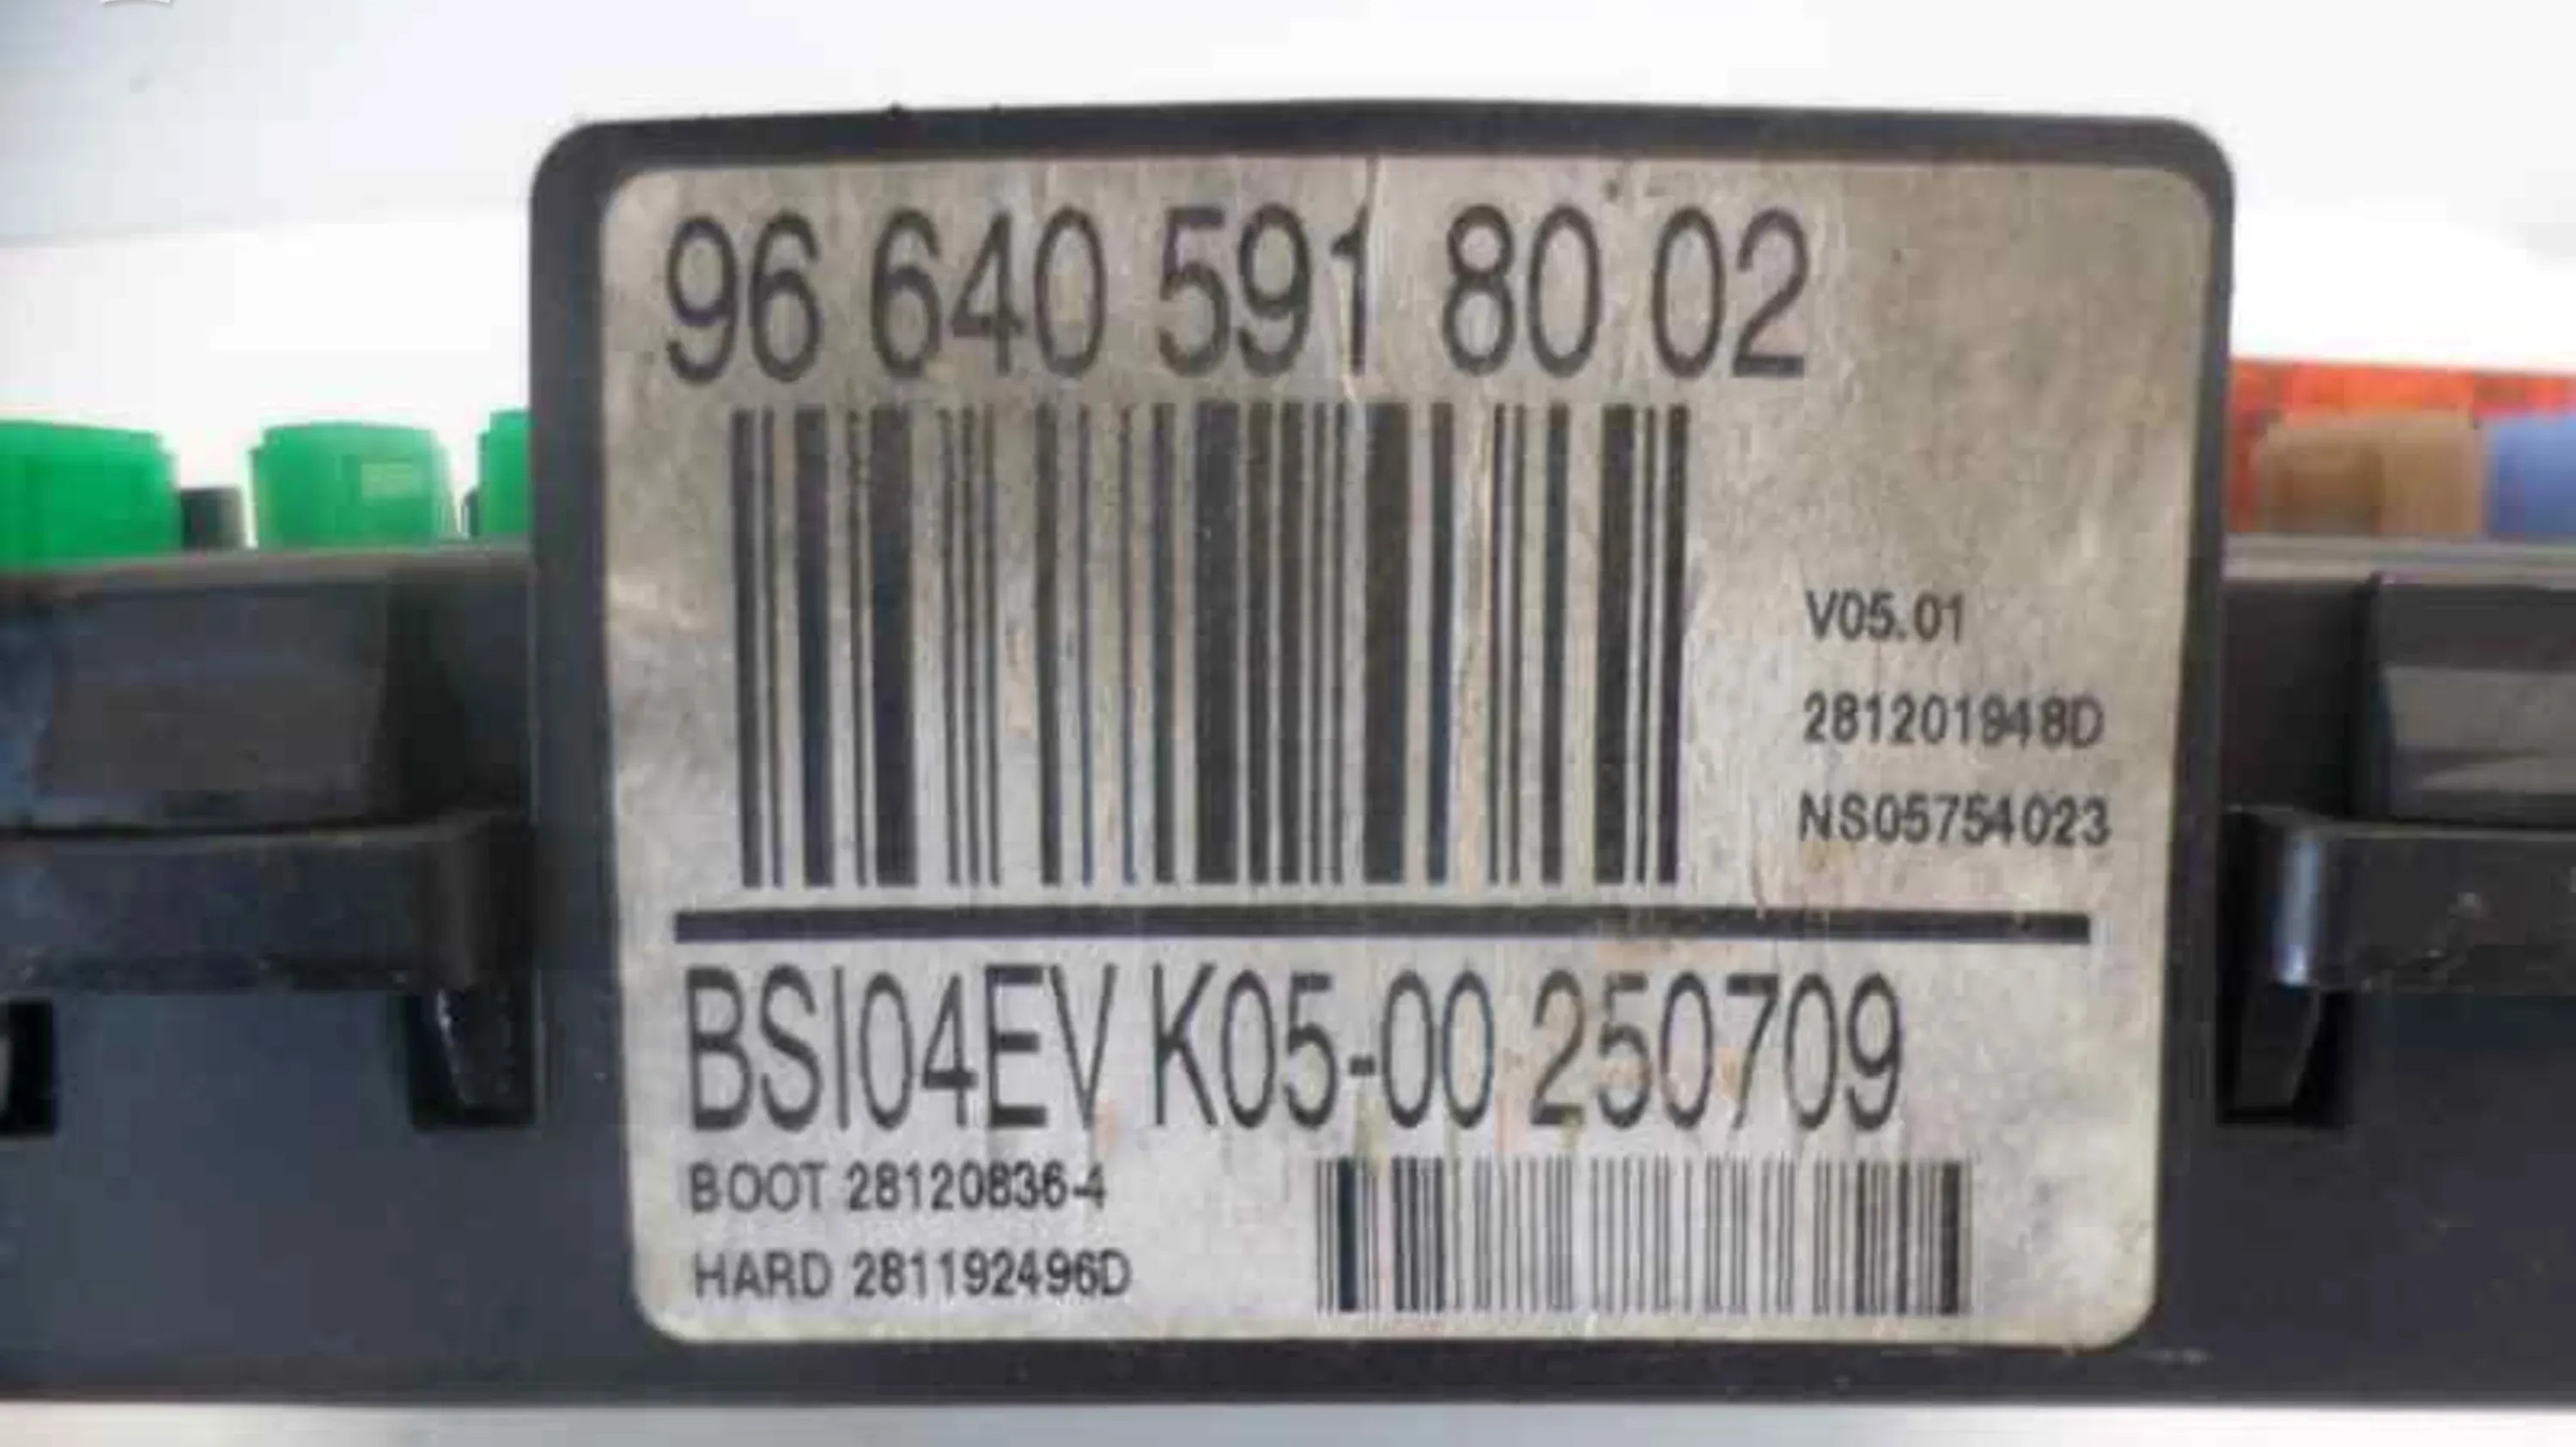 96 640 591 80 02
V05.01
281201948D
NS05754023
BSI04EV K05-00 250709
BOOT 28120836-4
HARD 281192496D